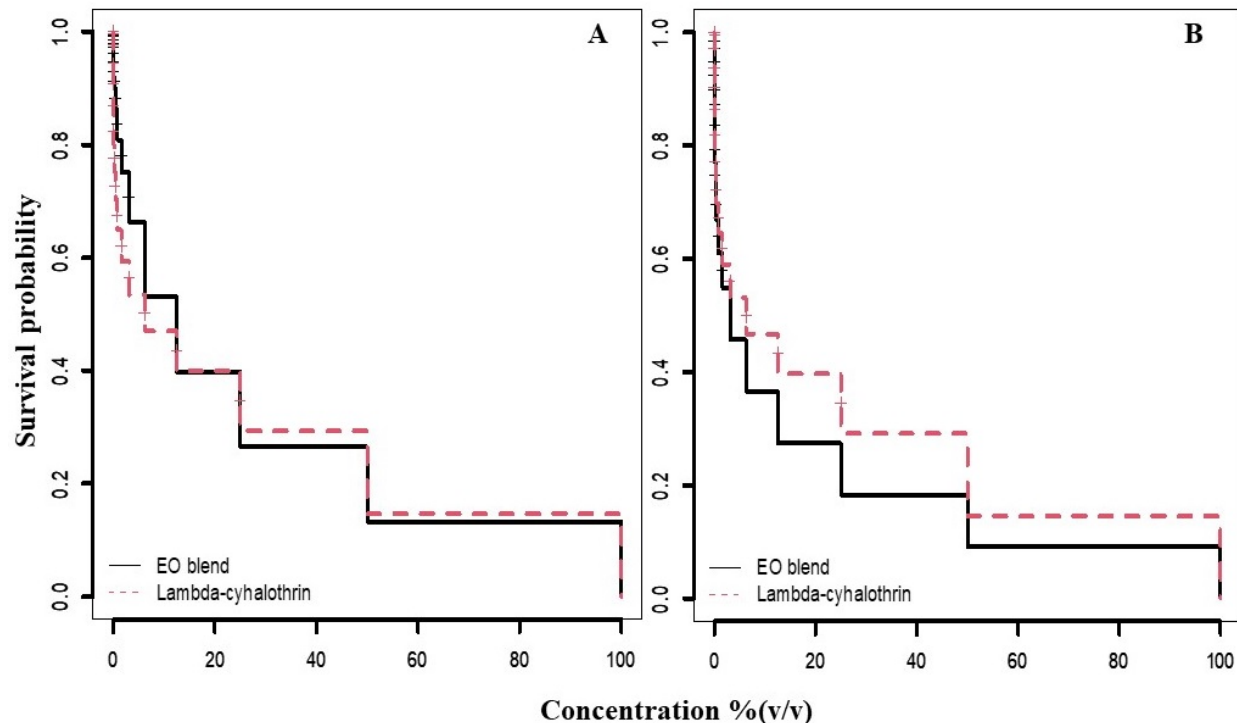 A
B
Survival probability
1.0
0.8
0.6
0.4
0.2
0.0
EO blend
Lambda-cyhalothrin
0 20 40 60 80 100
1.0
0.8
0.6
0.4
0.2
0.0
EO blend
Lambda-cyhalothrin
0 20 40 60 80 100
Concentration %(v/v)